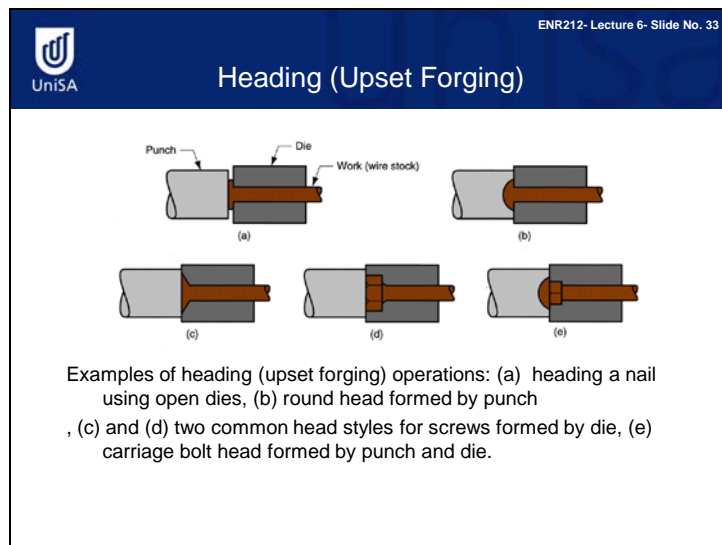 ENR212- Lecture 6- Slide No. 33
UniSA
Heading (Upset Forging)
Punch
Die
Work (wire stock)
(a)
(b)
(c)
(d)
(e)
Examples of heading (upset forging) operations: (a) heading a nail
using open dies, (b) round head formed by punch
, (c) and (d) two common head styles for screws formed by die, (e)
carriage bolt head formed by punch and die.